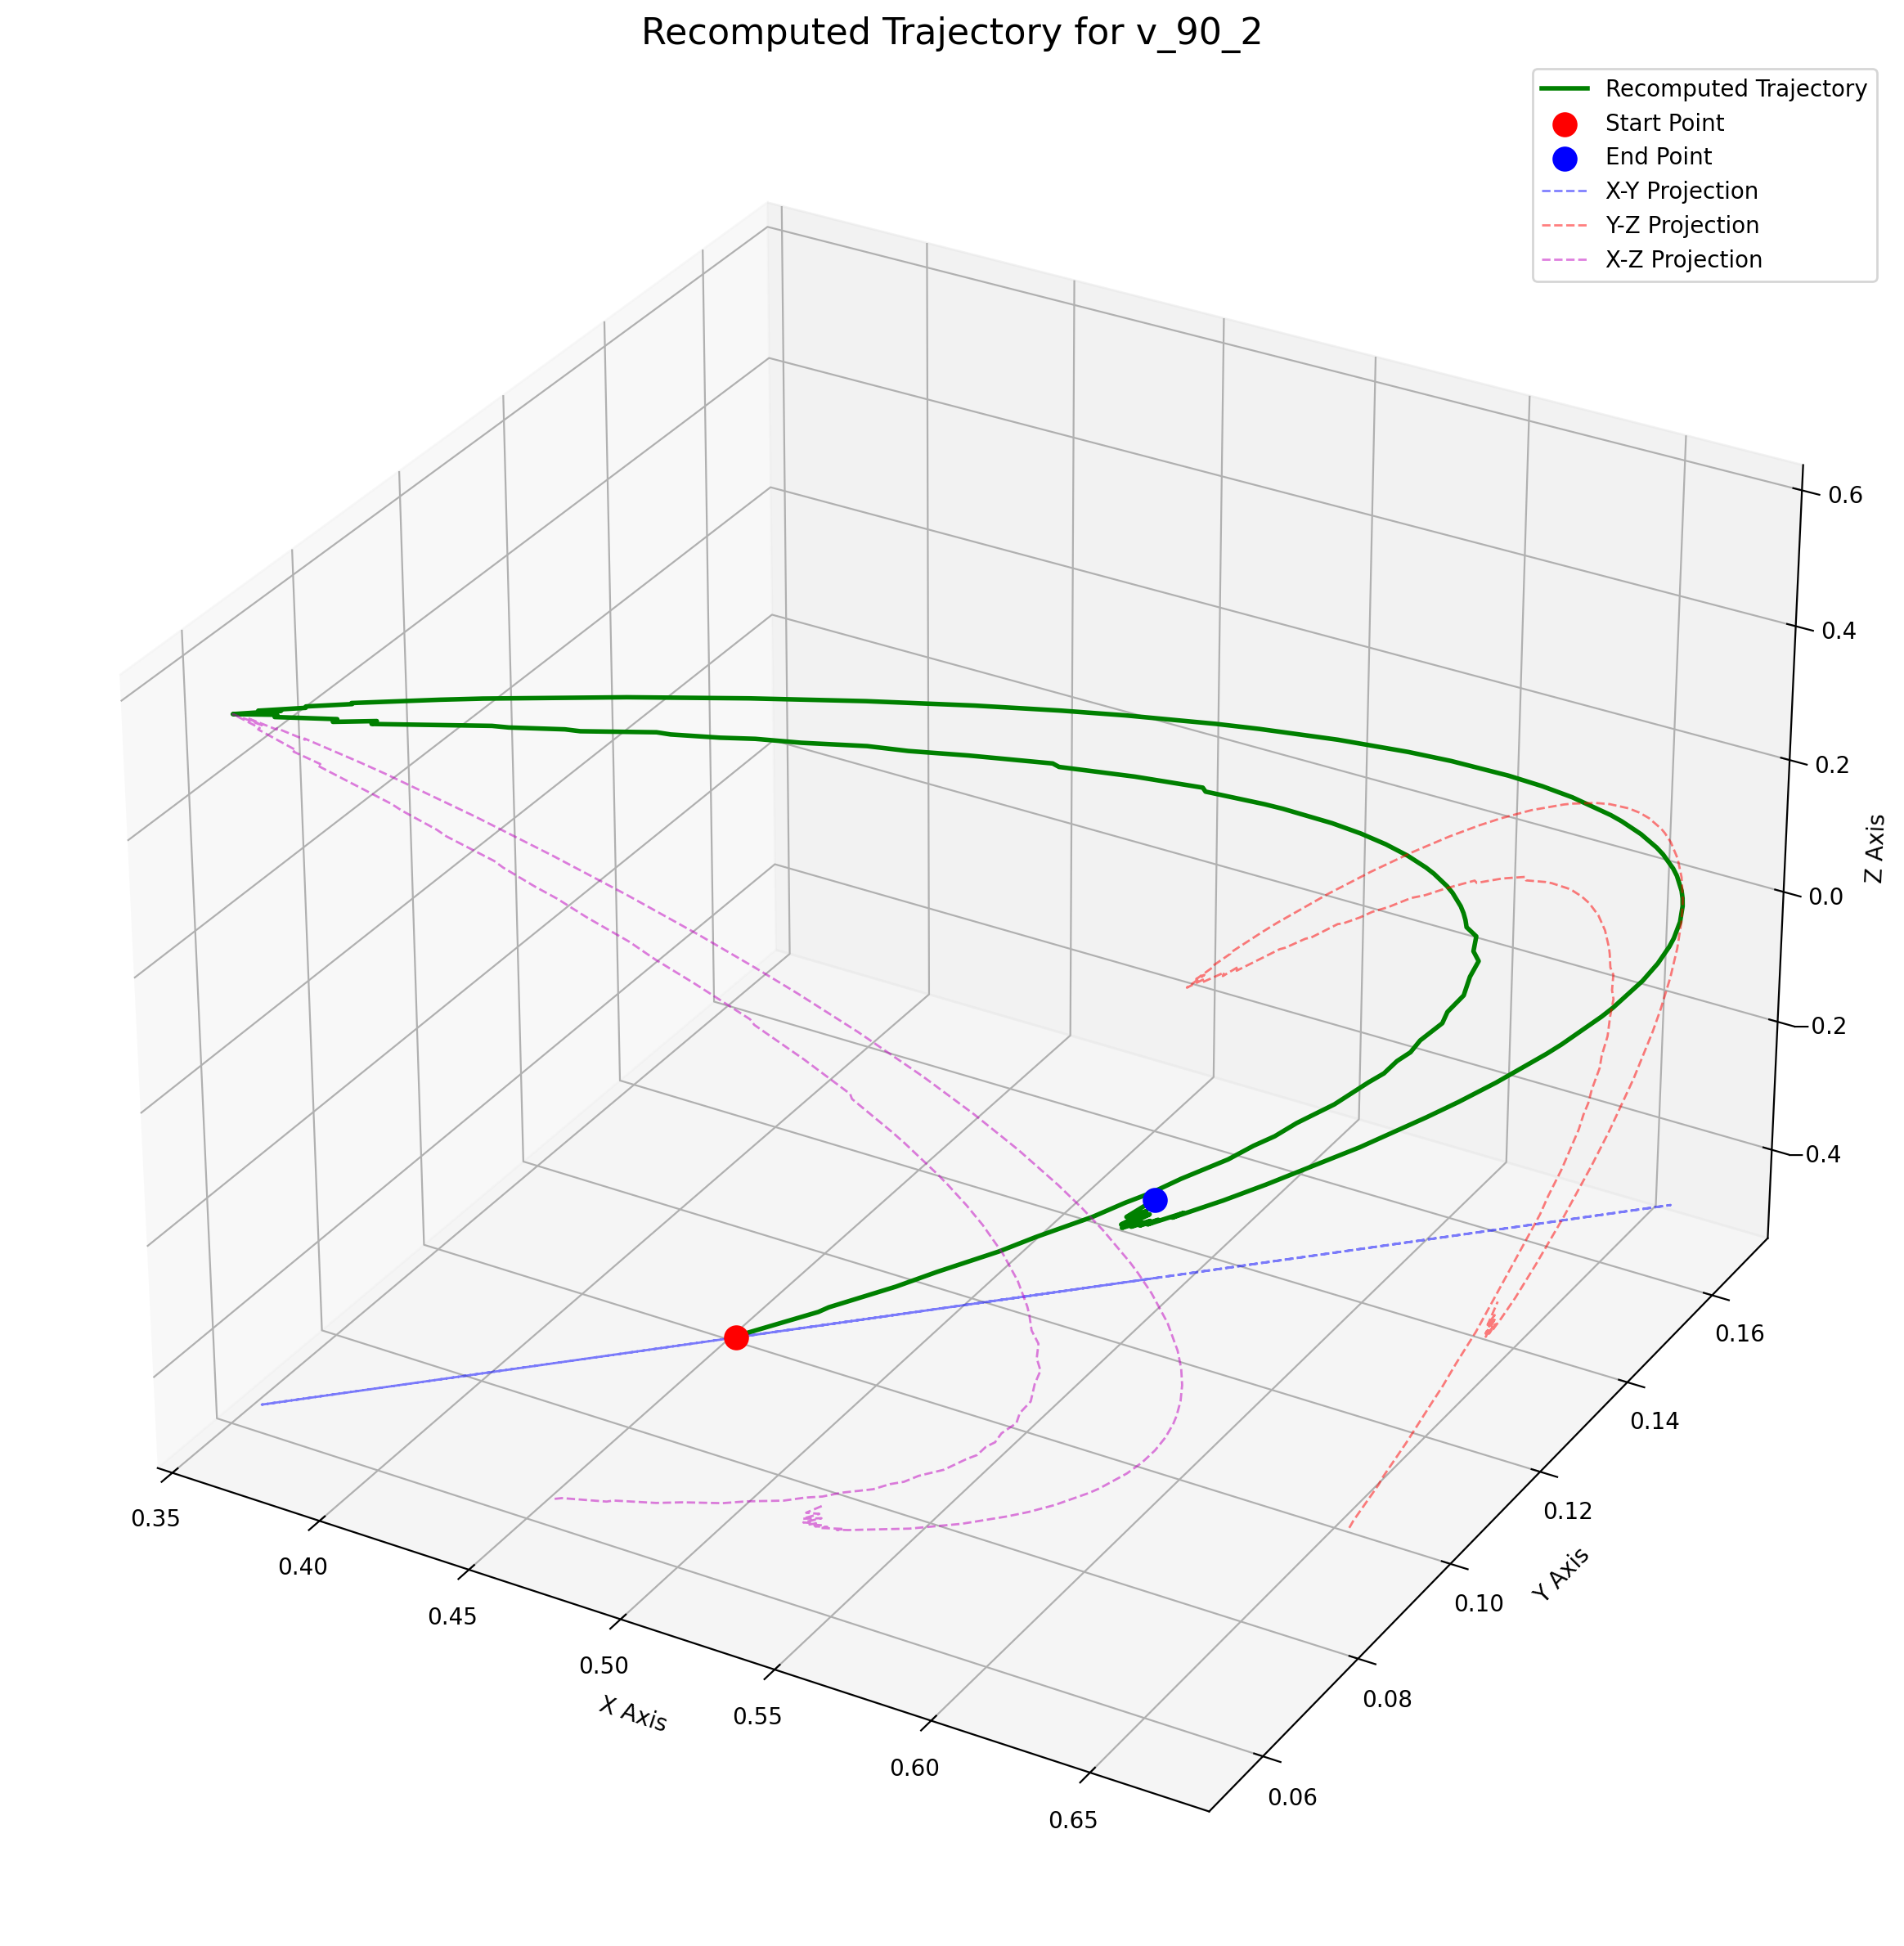 Recomputed Trajectory for v_90_2
Recomputed Trajectory
Start Point
End Point
X-Y Projection
Y-Z Projection
X-Z Projection
0.6
0.4
0.2
0.0
−0.2
−0.4
Z Axis
0.16
0.14
0.12
0.10
0.08
0.06
Y Axis
0.35
0.40
0.45
0.50
0.55
0.60
0.65
X Axis